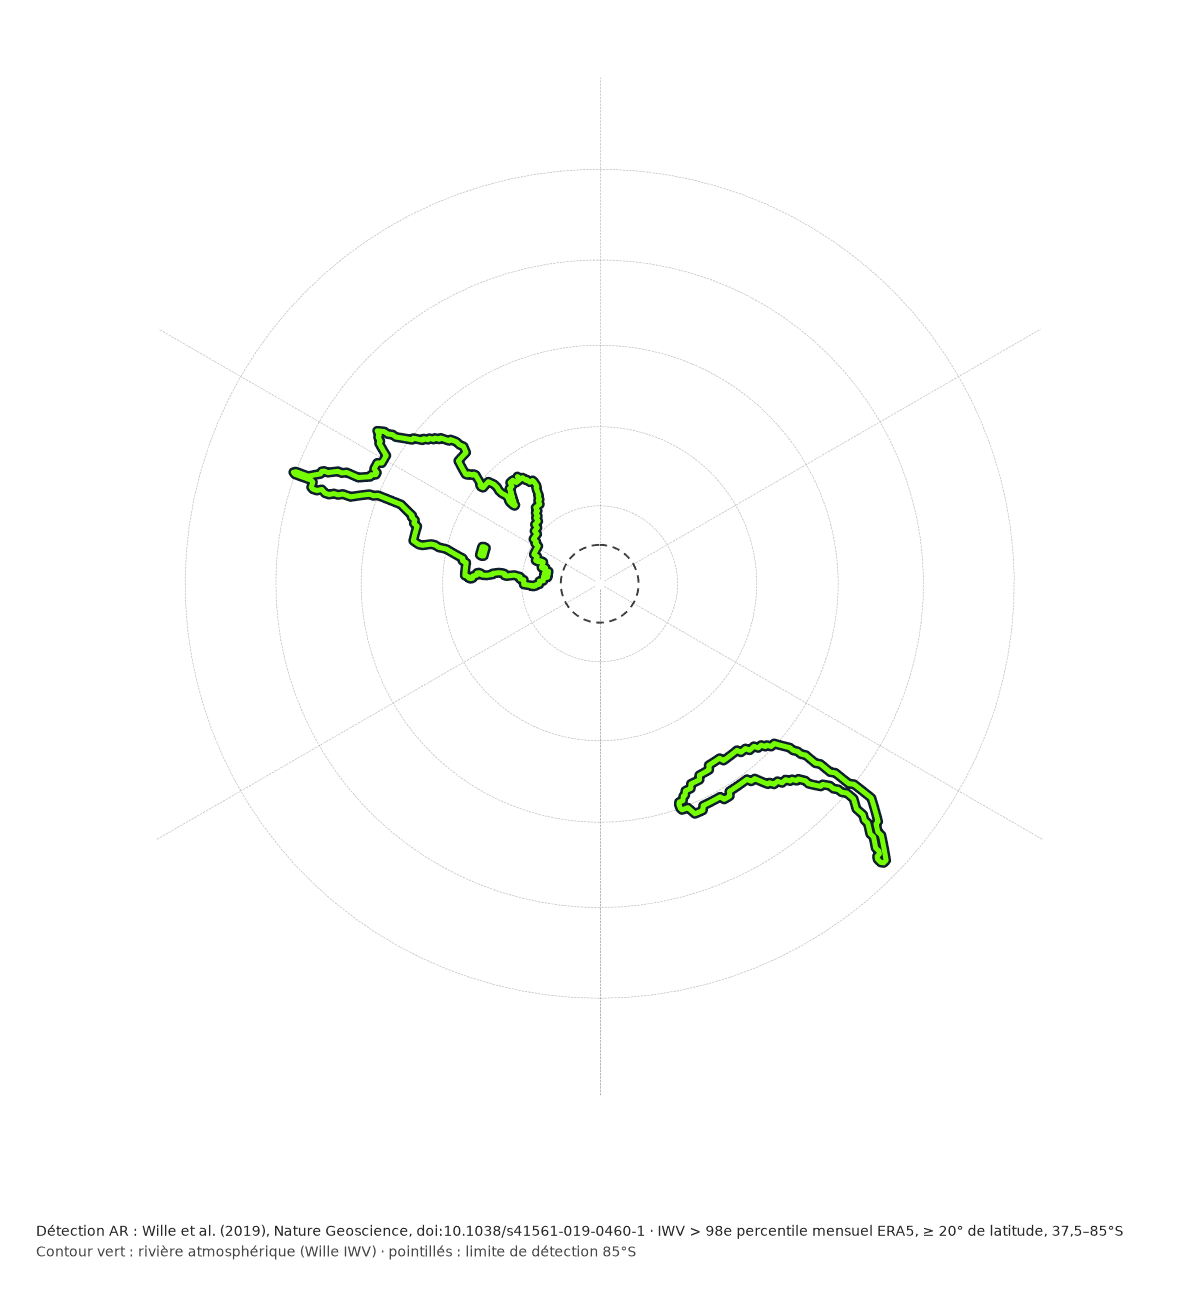 Détection AR : Wille et al. (2019), Nature Geoscience, doi:10.1038/s41561-019-0460-1 · IWV > 98e percentile mensuel ERA5, ≥ 20° de latitude, 37,5–85°S
Contour vert : rivière atmosphérique (Wille IWV) · pointillés : limite de détection 85°S